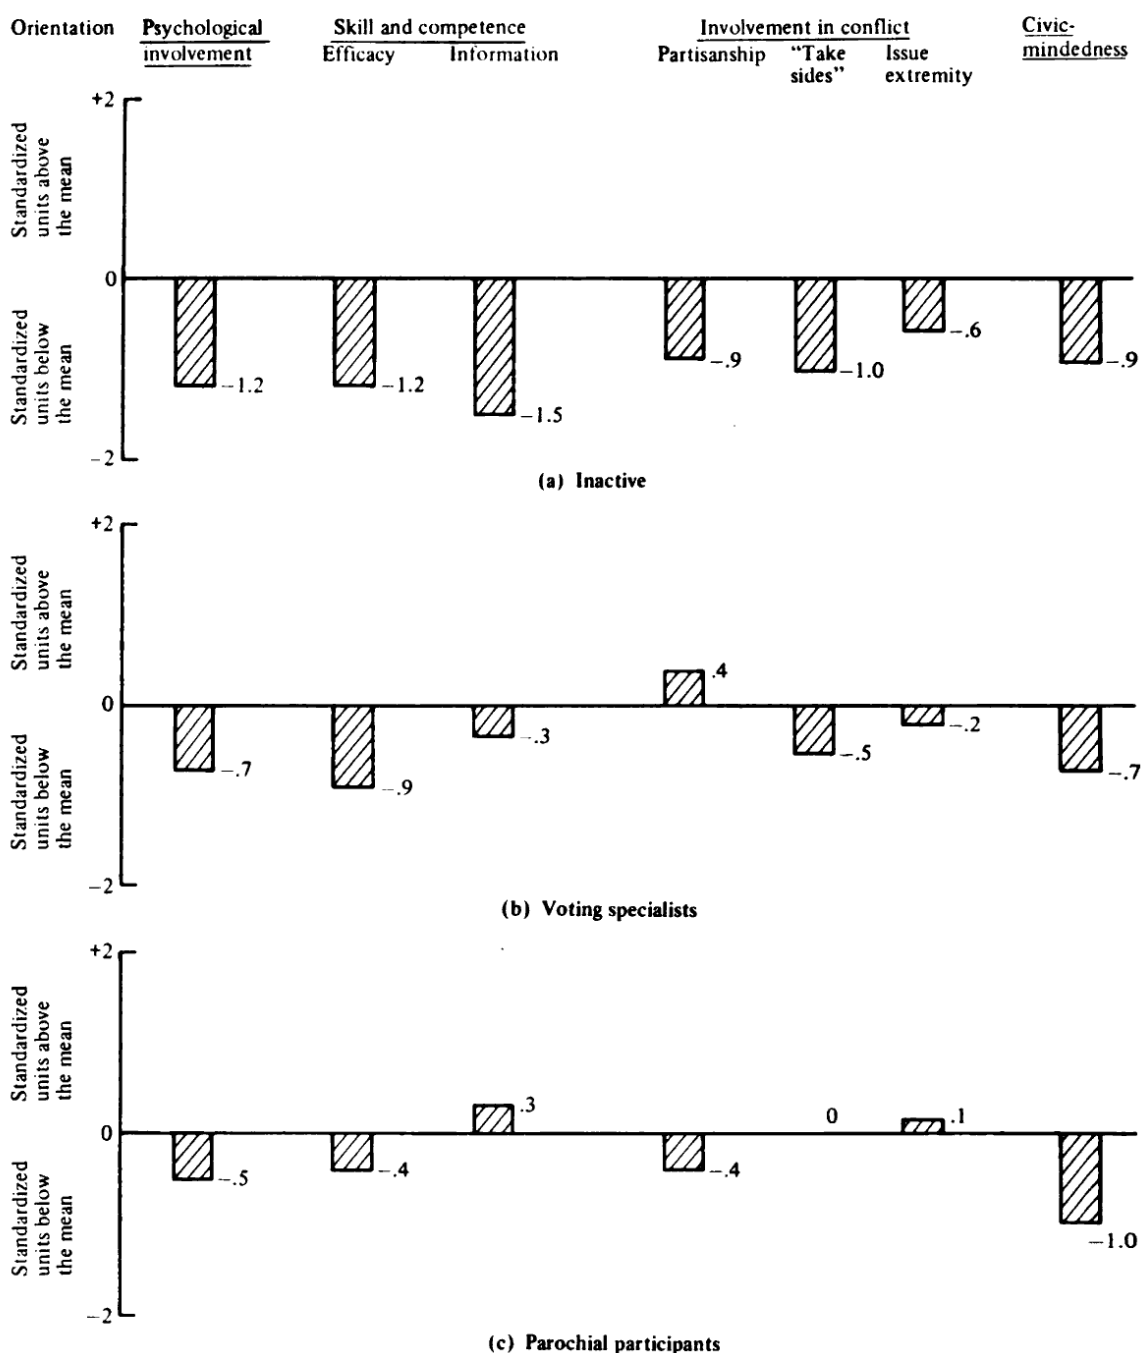 Orientation Psychological involvement Skill and competence Involvement in conflict Civic-mindedness
Efficacy Information Partisanship "Take sides" Issue extremity
+2
Standardized units above the mean
0
Standardized units below the mean
−2
−1.2 −1.2 −1.5 −.9 −1.0 −.6 −.9
(a) Inactive
+2
Standardized units above the mean
.4
0
Standardized units below the mean
−2
−.7 −.9 −.3 −.5 −.2 −.7
(b) Voting specialists
+2
Standardized units above the mean
.3 0 .1
0
Standardized units below the mean
−2
−.5 −.4 −.4 −1.0
(c) Parochial participants